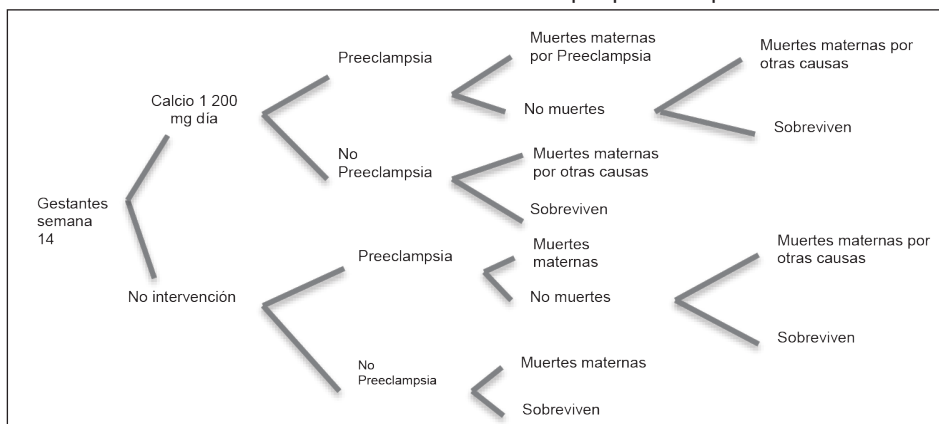 Gestantes
semana
14
Calcio 1 200
mg día
No intervención
Preeclampsia
No
Preeclampsia
Muertes maternas
por Preeclampsia
No muertes
Muertes maternas por
otras causas
Sobreviven
Muertes maternas
por otras causas
Sobreviven
Preeclampsia
No
Preeclampsia
Muertes
maternas
No muertes
Muertes maternas por
otras causas
Sobreviven
Muertes maternas
Sobreviven